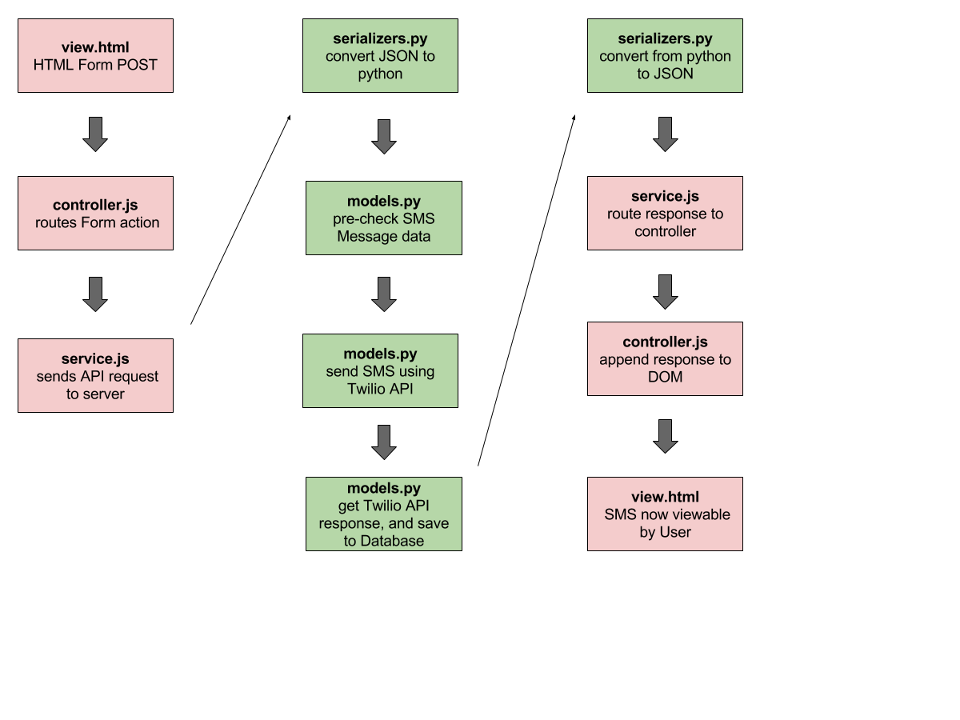 view.html
HTML Form POST
controller.js
routes Form action
service.js
sends API request
to server
serializers.py
convert JSON to
python
models.py
pre-check SMS
Message data
models.py
send SMS using
Twilio API
models.py
get Twilio API
response, and save
to Database
serializers.py
convert from python
to JSON
service.js
route response to
controller
controller.js
append response to
DOM
view.html
SMS now viewable
by User